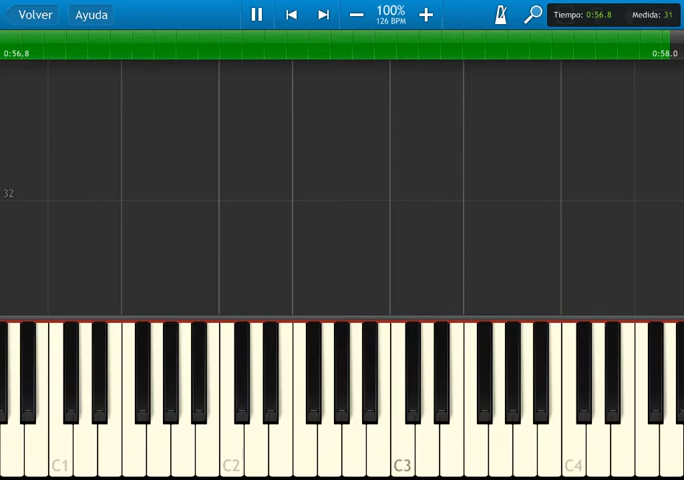 Volver
Ayuda
100%
126 BPM
Tiempo: 0:56.8
Medida: 31
0:56.8
0:58.0
32
C1
C2
C3
C4